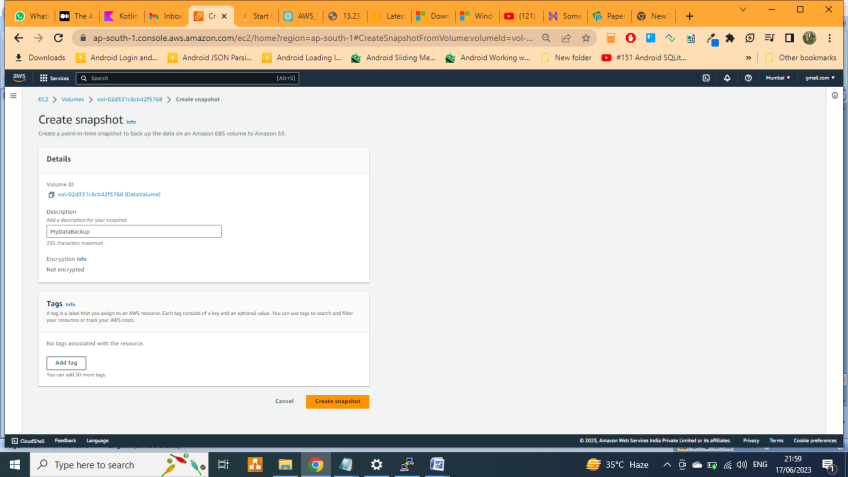 What:
The A
Kotlin
Inbox
Cr
Start
AWS_
13.23
Latest
Down
Wind
(121)
Some
Pape
New
ap-south-1.console.aws.amazon.com/ec2/home?region=ap-south-1#CreateSnapshotFromVolume:volumeId=vol-...
Downloads
Android Login and...
Android JSON Parsi...
Android Loading I...
Android Sliding Me...
Android Working w...
New folder
#151 Android SQLit...
Other bookmarks
aws
Services
Search
[Alt+S]
Mumbai
gmail.com
EC2 > Volumes > vol-02d331c6cb42f5768 > Create snapshot
Create snapshot Info
Create a point-in-time snapshot to back up the data on an Amazon EBS volume to Amazon S3.
Details
Volume ID
vol-02d331c6cb42f5768 (DataValume)
Description
Add a description for your snapshot
MyDataBackup
255 characters maximum.
Encryption Info
Not encrypted
Tags Info
A tag is a label that you assign to an AWS resource. Each tag consists of a key and an optional value. You can use tags to search and filter
your resources or track your AWS costs.
No tags associated with the resource.
Add tag
You can add 50 more tags.
Cancel
Create snapshot
CloudShell
Feedback
Language
© 2023, Amazon Web Services India Private Limited or its affiliates.
Privacy
Terms
Cookie preferences
Type here to search
35°C Haze
ENG
21:59
17/06/2023